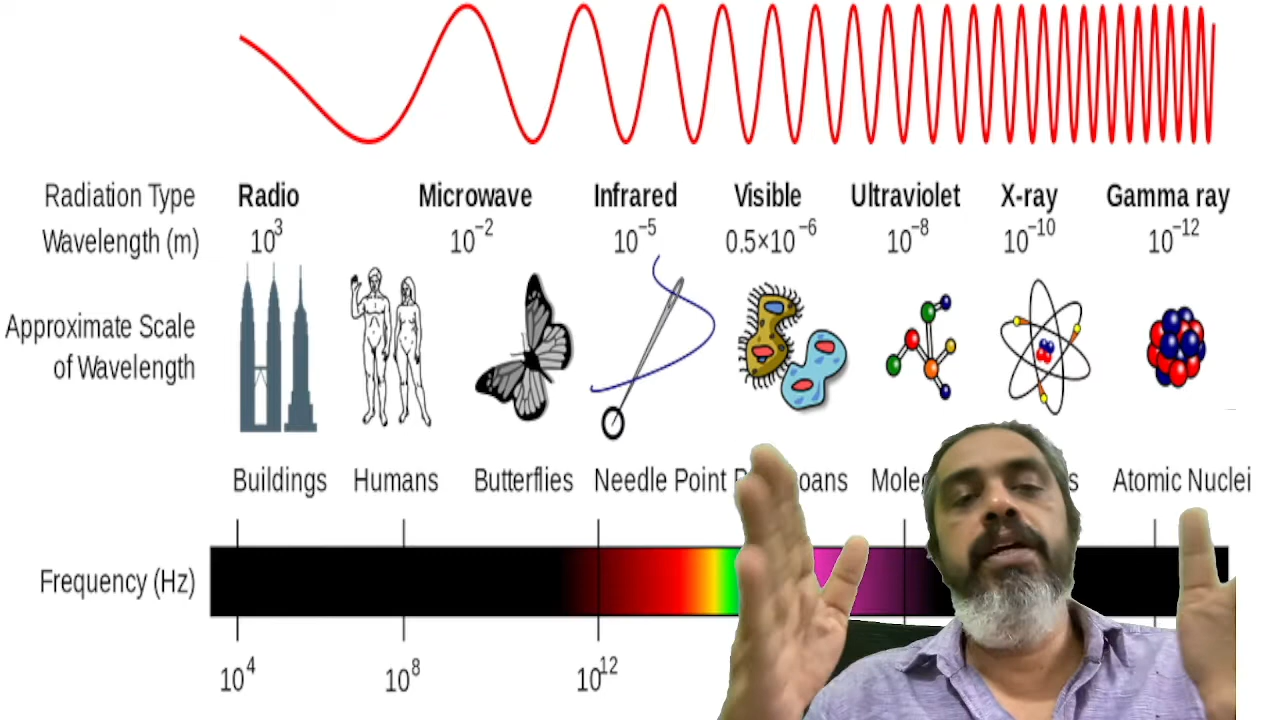 Radiation Type Radio Microwave Infrared Visible Ultraviolet X-ray Gamma ray
Wavelength (m) 10³ 10⁻² 10⁻⁵ 0.5×10⁻⁶ 10⁻⁸ 10⁻¹⁰ 10⁻¹²
Approximate Scale
of Wavelength
Buildings Humans Butterflies Needle Point Atomic Nuclei
Frequency (Hz)
10⁴ 10⁸ 10¹²